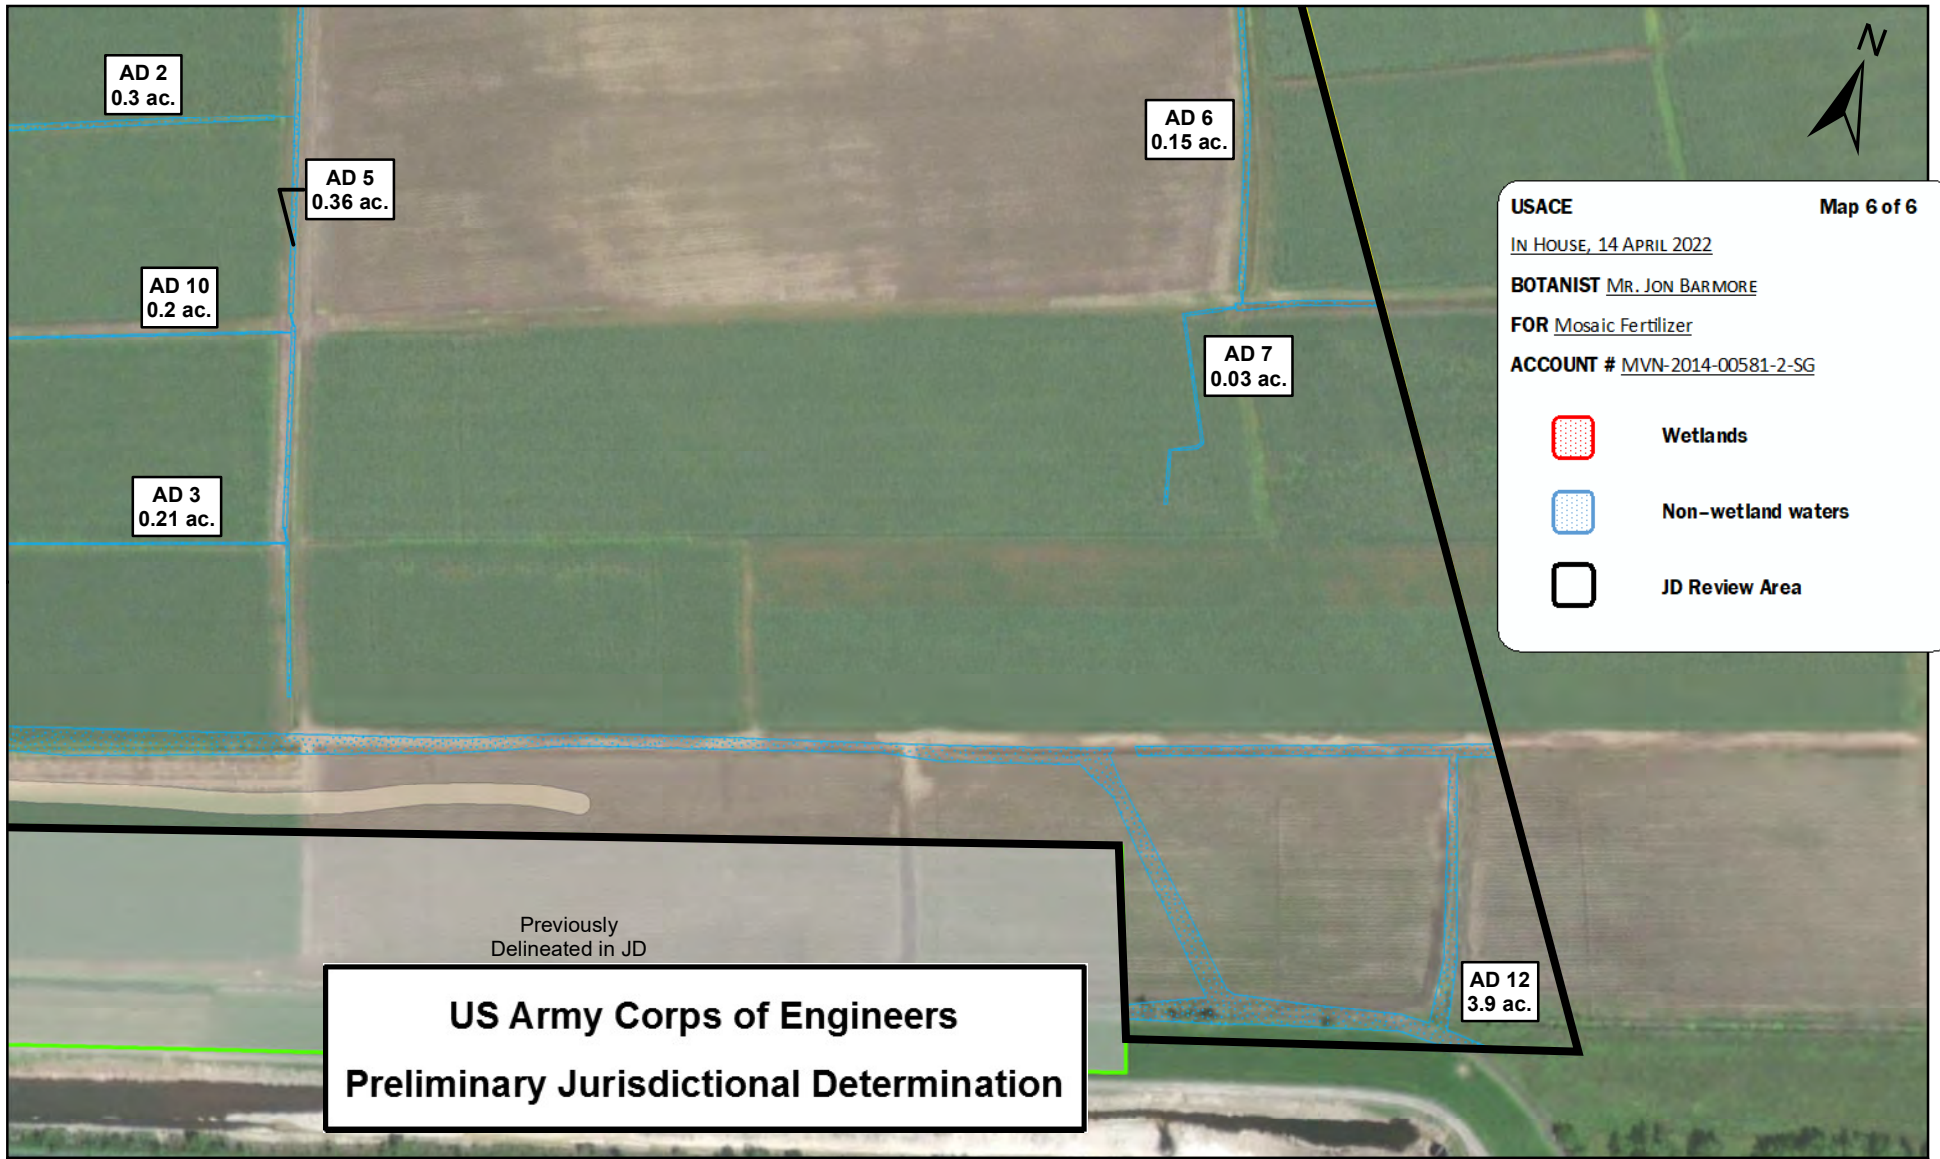 N
AD 2
0.3 ac.
AD 5
0.36 ac.
AD 6
0.15 ac.
AD 10
0.2 ac.
AD 7
0.03 ac.
AD 3
0.21 ac.
USACE Map 6 of 6
IN HOUSE, 14 APRIL 2022
BOTANIST MR. JON BARMORE
FOR Mosaic Fertilizer
ACCOUNT # MVN-2014-00581-2-SG
Wetlands
Non-wetland waters
JD Review Area
Previously
Delineated in JD
AD 12
3.9 ac.
US Army Corps of Engineers
Preliminary Jurisdictional Determination